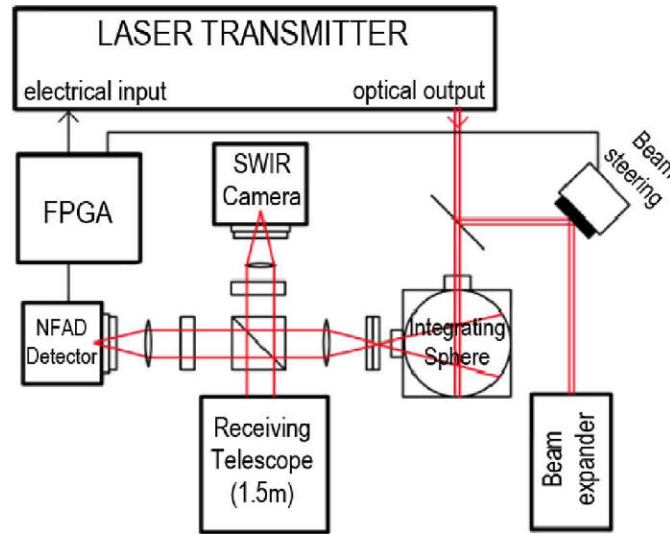 LASER TRANSMITTER
electrical input
optical output
FPGA
SWIR
Camera
Beam
steering
NFAD
Detector
Integrating
Sphere
Receiving
Telescope
(1.5m)
Beam
expander